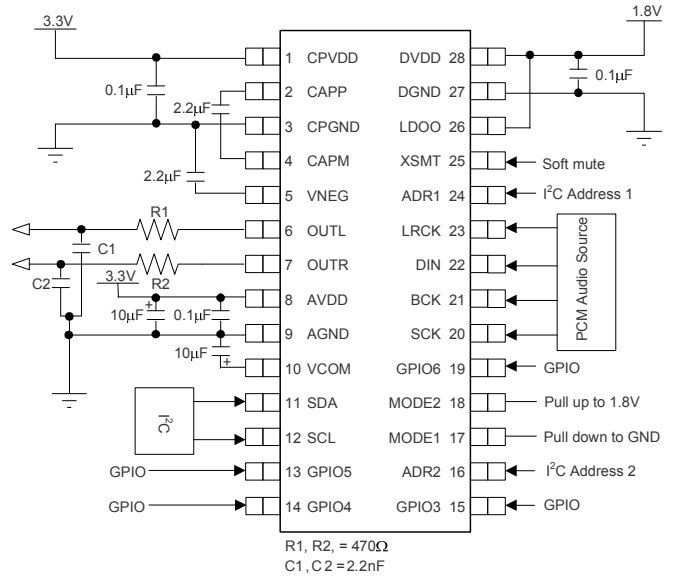 3.3V
1.8V
1 CPVDD
DVDD 28
0.1μF
0.1μF
2 CAPP
DGND 27
2.2μF
3 CPGND
LDOO 26
4 CAPM
XSMT 25
Soft mute
2.2μF
5 VNEG
ADR1 24
I²C Address 1
R1
6 OUTL
LRCK 23
C1
7 OUTR
DIN 22
C2
3.3V
R2
PCM Audio Source
8 AVDD
BCK 21
10μF
+
0.1μF
9 AGND
SCK 20
10μF
+
10 VCOM
GPIO6 19
GPIO
11 SDA
MODE2 18
Pull up to 1.8V
I²C
12 SCL
MODE1 17
Pull down to GND
GPIO
13 GPIO5
ADR2 16
I²C Address 2
GPIO
14 GPIO4
GPIO3 15
GPIO
R1, R2, = 470Ω
C1, C2 =2.2nF